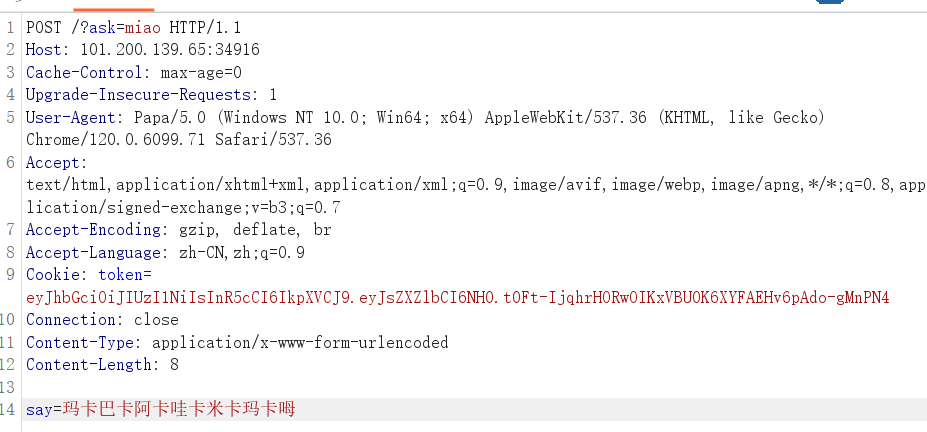 1 POST /?ask=miao HTTP/1.1
2 Host: 101.200.139.65:34916
3 Cache-Control: max-age=0
4 Upgrade-Insecure-Requests: 1
5 User-Agent: Papa/5.0 (Windows NT 10.0; Win64; x64) AppleWebKit/537.36 (KHTML, like Gecko)
Chrome/120.0.6099.71 Safari/537.36
6 Accept:
text/html,application/xhtml+xml,application/xml;q=0.9,image/avif,image/webp,image/apng,*/*;q=0.8,app
lication/signed-exchange;v=b3;q=0.7
7 Accept-Encoding: gzip, deflate, br
8 Accept-Language: zh-CN,zh;q=0.9
9 Cookie: token=
eyJhbGciOiJIUzI1NiIsInR5cCI6IkpXVCJ9.eyJsZXZlbCI6NH0.t0Ft-IjqhrH0Rw0IKxVBU0K6XYFAEHv6pAdo-gMnPN4
10 Connection: close
11 Content-Type: application/x-www-form-urlencoded
12 Content-Length: 8
13
14 say=玛卡巴卡阿卡哇卡米卡玛卡呣